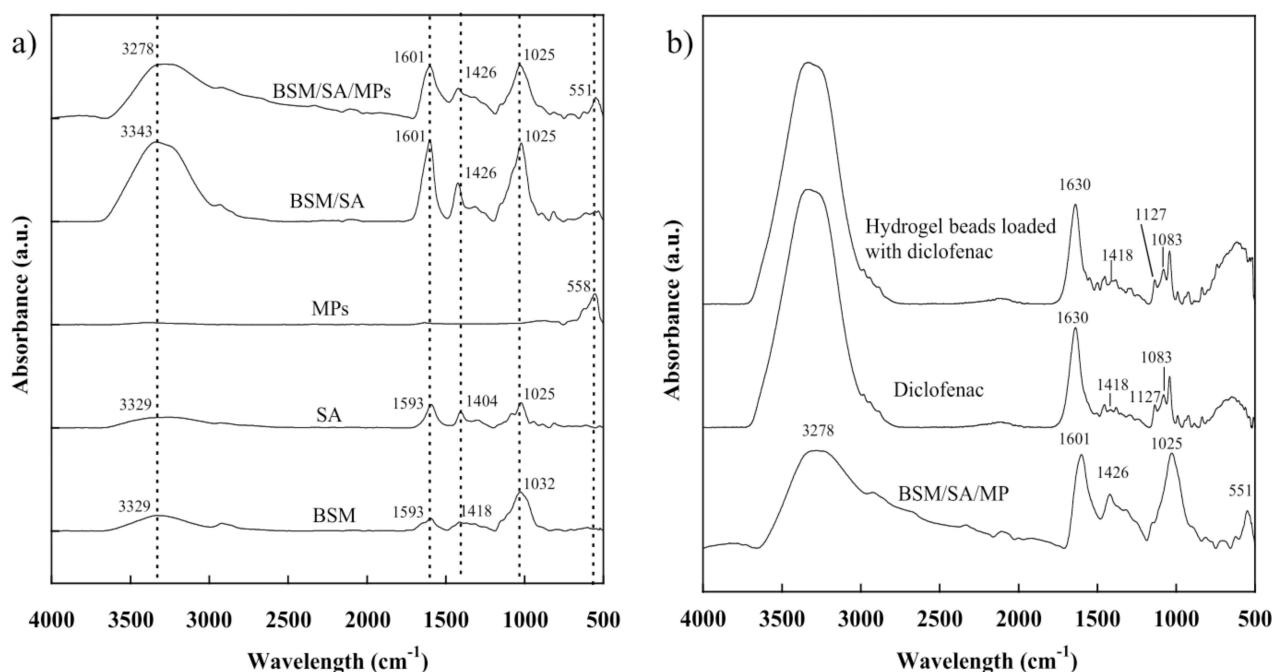 a)
3278
1601
1426
1025
551
BSM/SA/MPs
3343
1601
1426
1025
BSM/SA
558
MPs
3329
1593
1404
1025
SA
3329
1593
1418
1032
BSM
Absorbance (a.u.)
4000 3500 3000 2500 2000 1500 1000 500
Wavelength (cm-1)
b)
1630
1127
1083
1418
Hydrogel beads loaded
with diclofenac
1630
1083
1418
1127
Diclofenac
3278
1601
1426
1025
551
BSM/SA/MP
Absorbance (a.u.)
4000 3500 3000 2500 2000 1500 1000 500
Wavelength (cm-1)